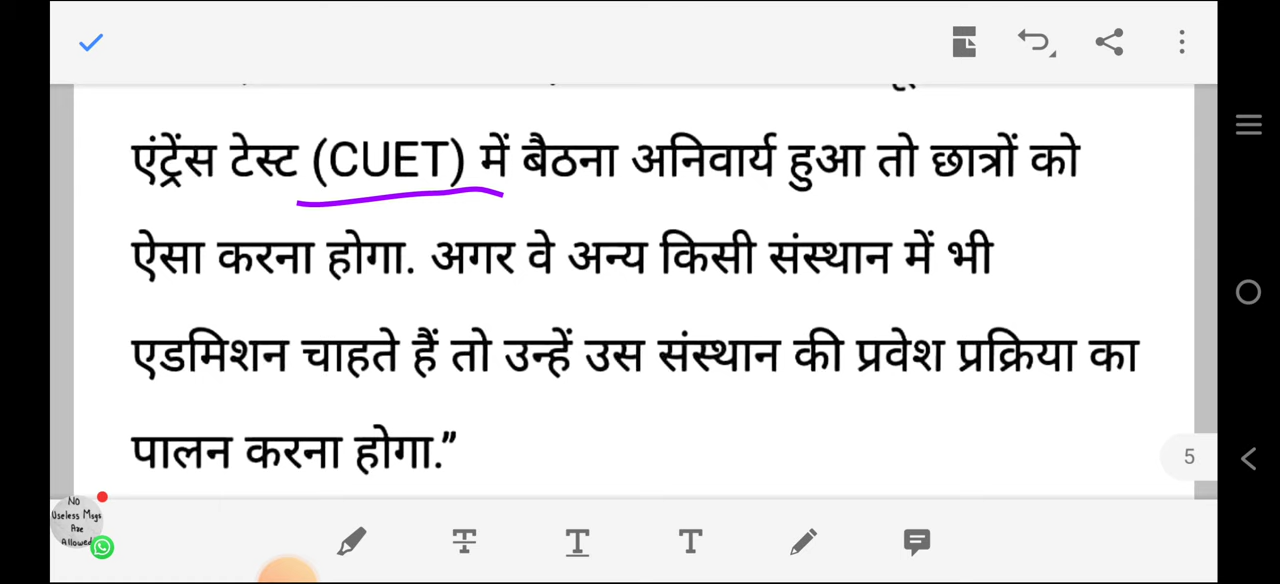 एंट्रेंस टेस्ट (CUET) में बैठना अनिवार्य हुआ तो छात्रों को
ऐसा करना होगा. अगर वे अन्य किसी संस्थान में भी
एडमिशन चाहते हैं तो उन्हें उस संस्थान की प्रवेश प्रक्रिया का
पालन करना होगा.”
5
No
Useless Msgs
Are
Allowed
T
T
T